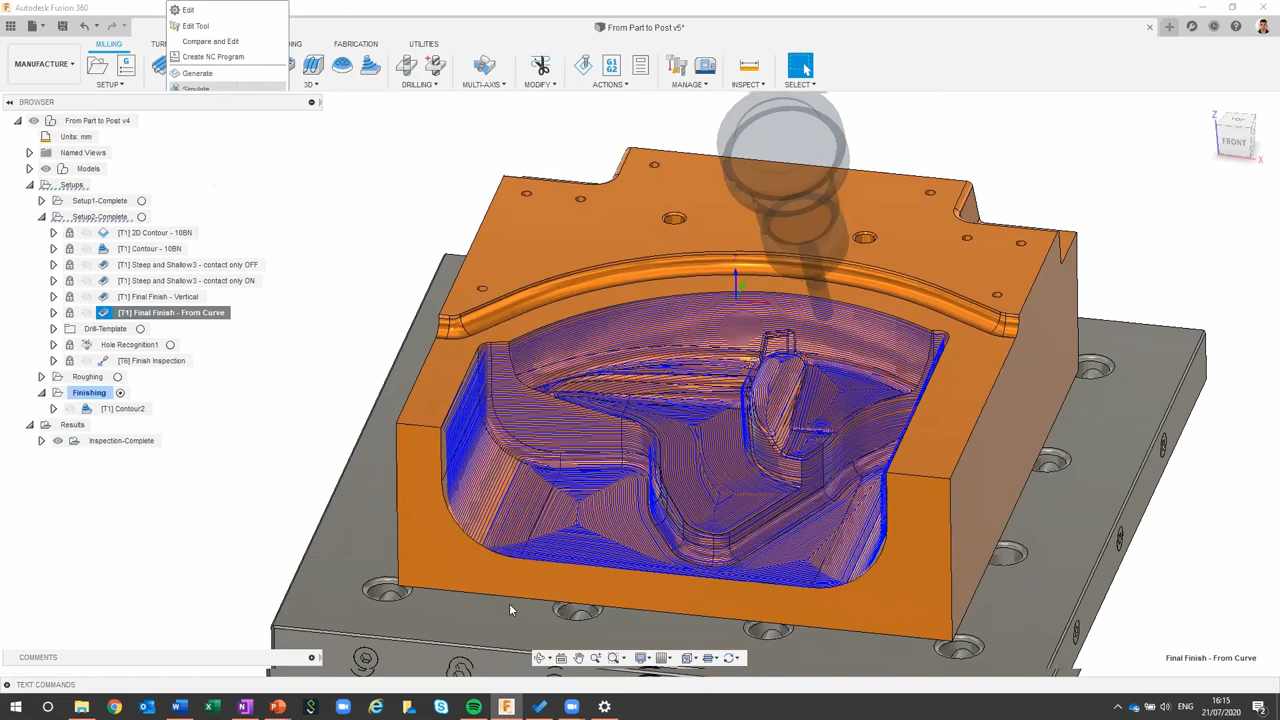 Autodesk Fusion 360
Edit
Edit Tool
Compare and Edit
Create NC Program
Generate
Simulate
From Part to Post v5*
MILLING
FABRICATION
UTILITIES
MANUFACTURE
SETUP
3D
DRILLING
MULTI-AXIS
MODIFY
ACTIONS
MANAGE
INSPECT
SELECT
G1
G2
BROWSER
From Part to Post v4
Units: mm
Named Views
Models
Setups
Setup1-Complete
Setup2-Complete
[T1] 2D Contour - 10BN
[T1] Contour - 10BN
[T1] Steep and Shallow3 - contact only OFF
[T1] Steep and Shallow3 - contact only ON
[T1] Final Finish - Vertical
[T1] Final Finish - From Curve
Drill-Template
Hole Recognition1
[T6] Finish Inspection
Roughing
Finishing
[T1] Contour2
Results
Inspection-Complete
Z
TOP
FRONT
X
COMMENTS
Final Finish - From Curve
TEXT COMMANDS
ENG
16:15
21/07/2020